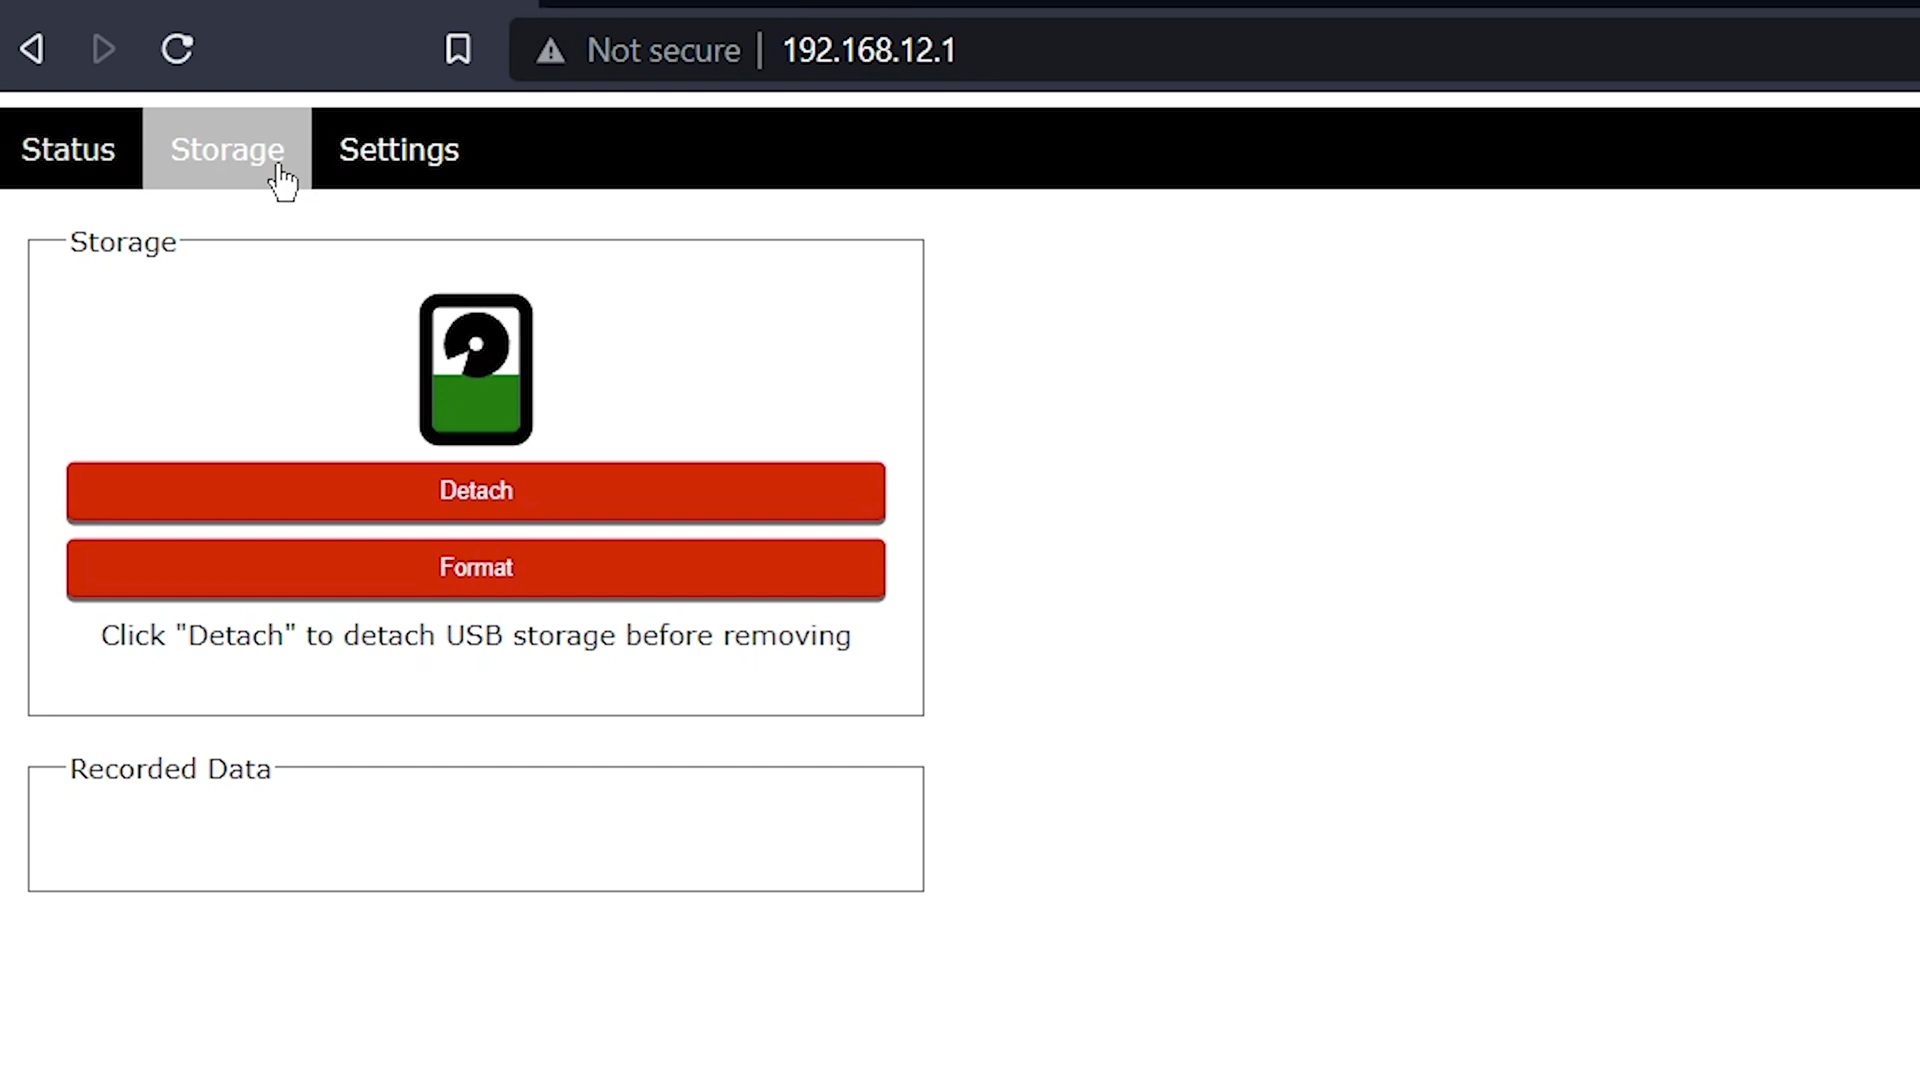 Not secure | 192.168.12.1
Status Storage Settings
Storage
Detach
Format
Click "Detach" to detach USB storage before removing
Recorded Data